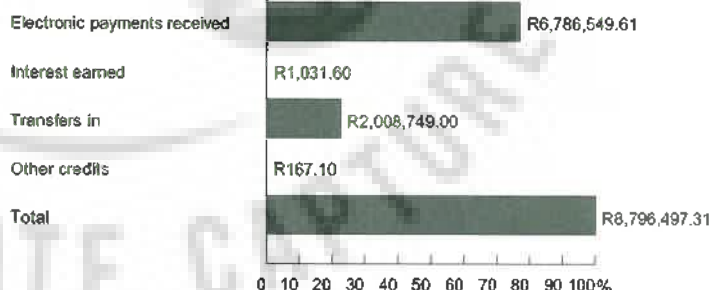 Electronic payments received R6,786,549.61
Interest earned R1,031.60
Transfers in R2,008,749.00
Other credits R167.10
Total R8,796,497.31
0 10 20 30 40 50 60 70 80 90 100%
TE CAPTURE